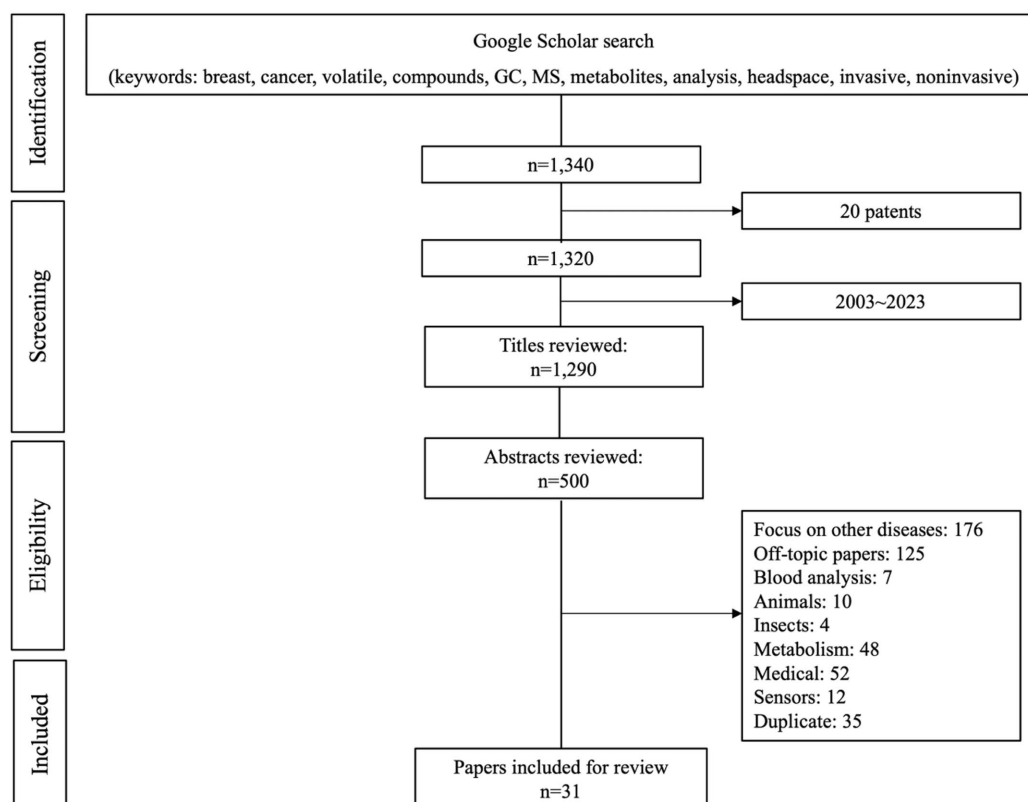 Identification
Google Scholar search
(keywords: breast, cancer, volatile, compounds, GC, MS, metabolites, analysis, headspace, invasive, noninvasive)
n=1,340
Screening
20 patents
n=1,320
2003~2023
Titles reviewed:
n=1,290
Eligibility
Abstracts reviewed:
n=500
Focus on other diseases: 176
Off-topic papers: 125
Blood analysis: 7
Animals: 10
Insects: 4
Metabolism: 48
Medical: 52
Sensors: 12
Duplicate: 35
Included
Papers included for review
n=31